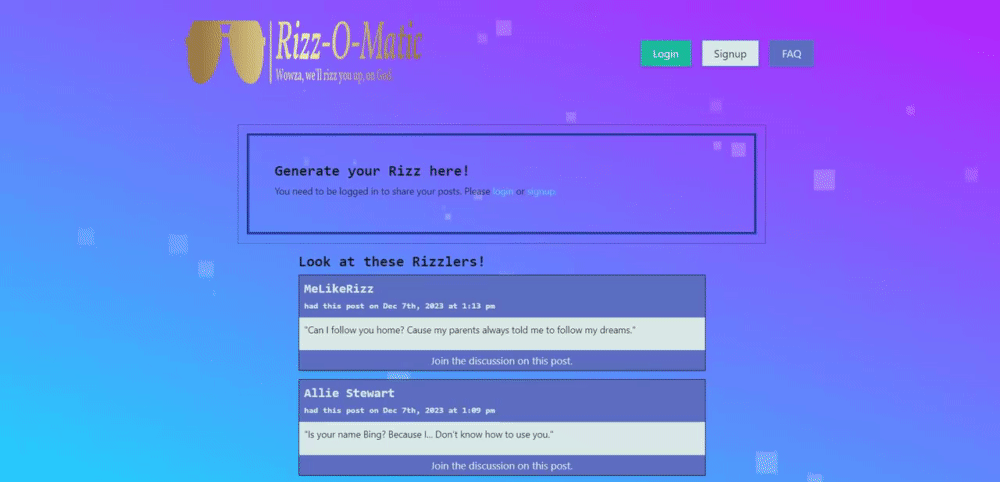 Rizz-O-Matic
Wowza, we'll rizz you up, on God
Login
Signup
FAQ
Generate your Rizz here!
You need to be logged in to share your posts. Please login or signup.
Look at these Rizzlers!
MeLikeRizz
had this post on Dec 7th, 2023 at 1:13 pm
"Can I follow you home? Cause my parents always told me to follow my dreams."
Join the discussion on this post.
Allie Stewart
had this post on Dec 7th, 2023 at 1:09 pm
"Is your name Bing? Because I... Don't know how to use you."
Join the discussion on this post.